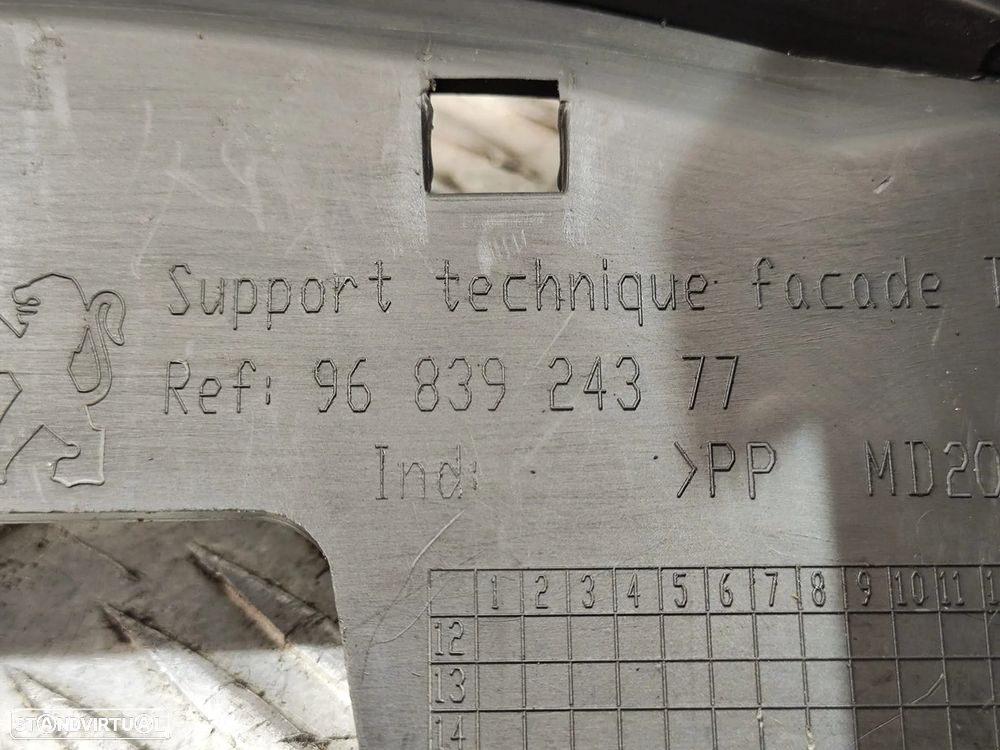 Support technique facade T
Ref: 96 839 243 77
Ind: >PP MD20
1 2 3 4 5 6 7 8 9 10 11 1
12
13
14
STANDVIRTUAL